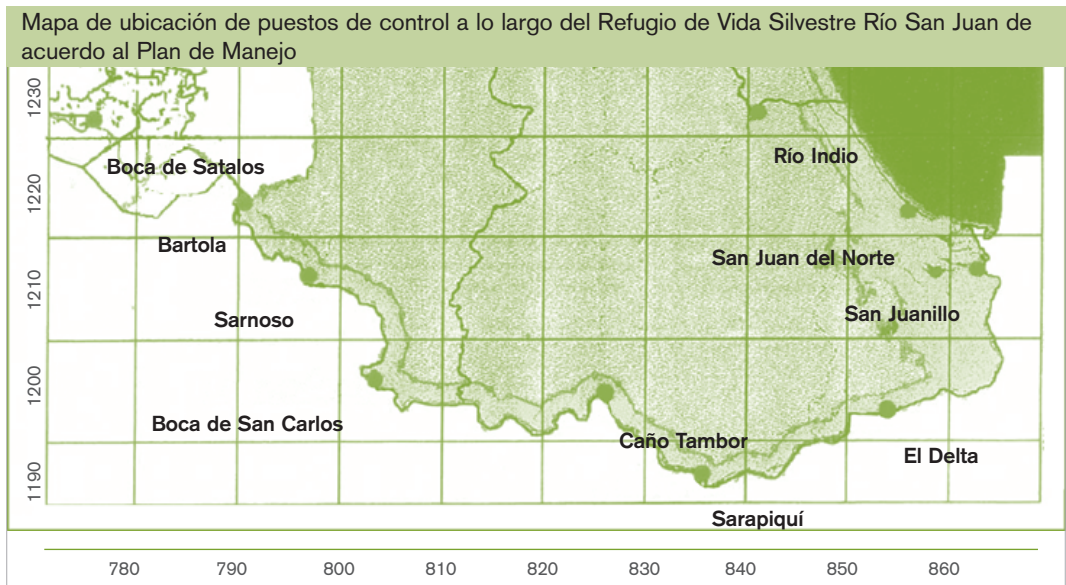 Mapa de ubicación de puestos de control a lo largo del Refugio de Vida Silvestre Río San Juan de
acuerdo al Plan de Manejo
1230
Río Indio
Boca de Satalos
1220
Bartola
San Juan del Norte
1210
Sarnoso
San Juanillo
1200
Boca de San Carlos
Caño Tambor
El Delta
1190
Sarapiquí
780 790 800 810 820 830 840 850 860